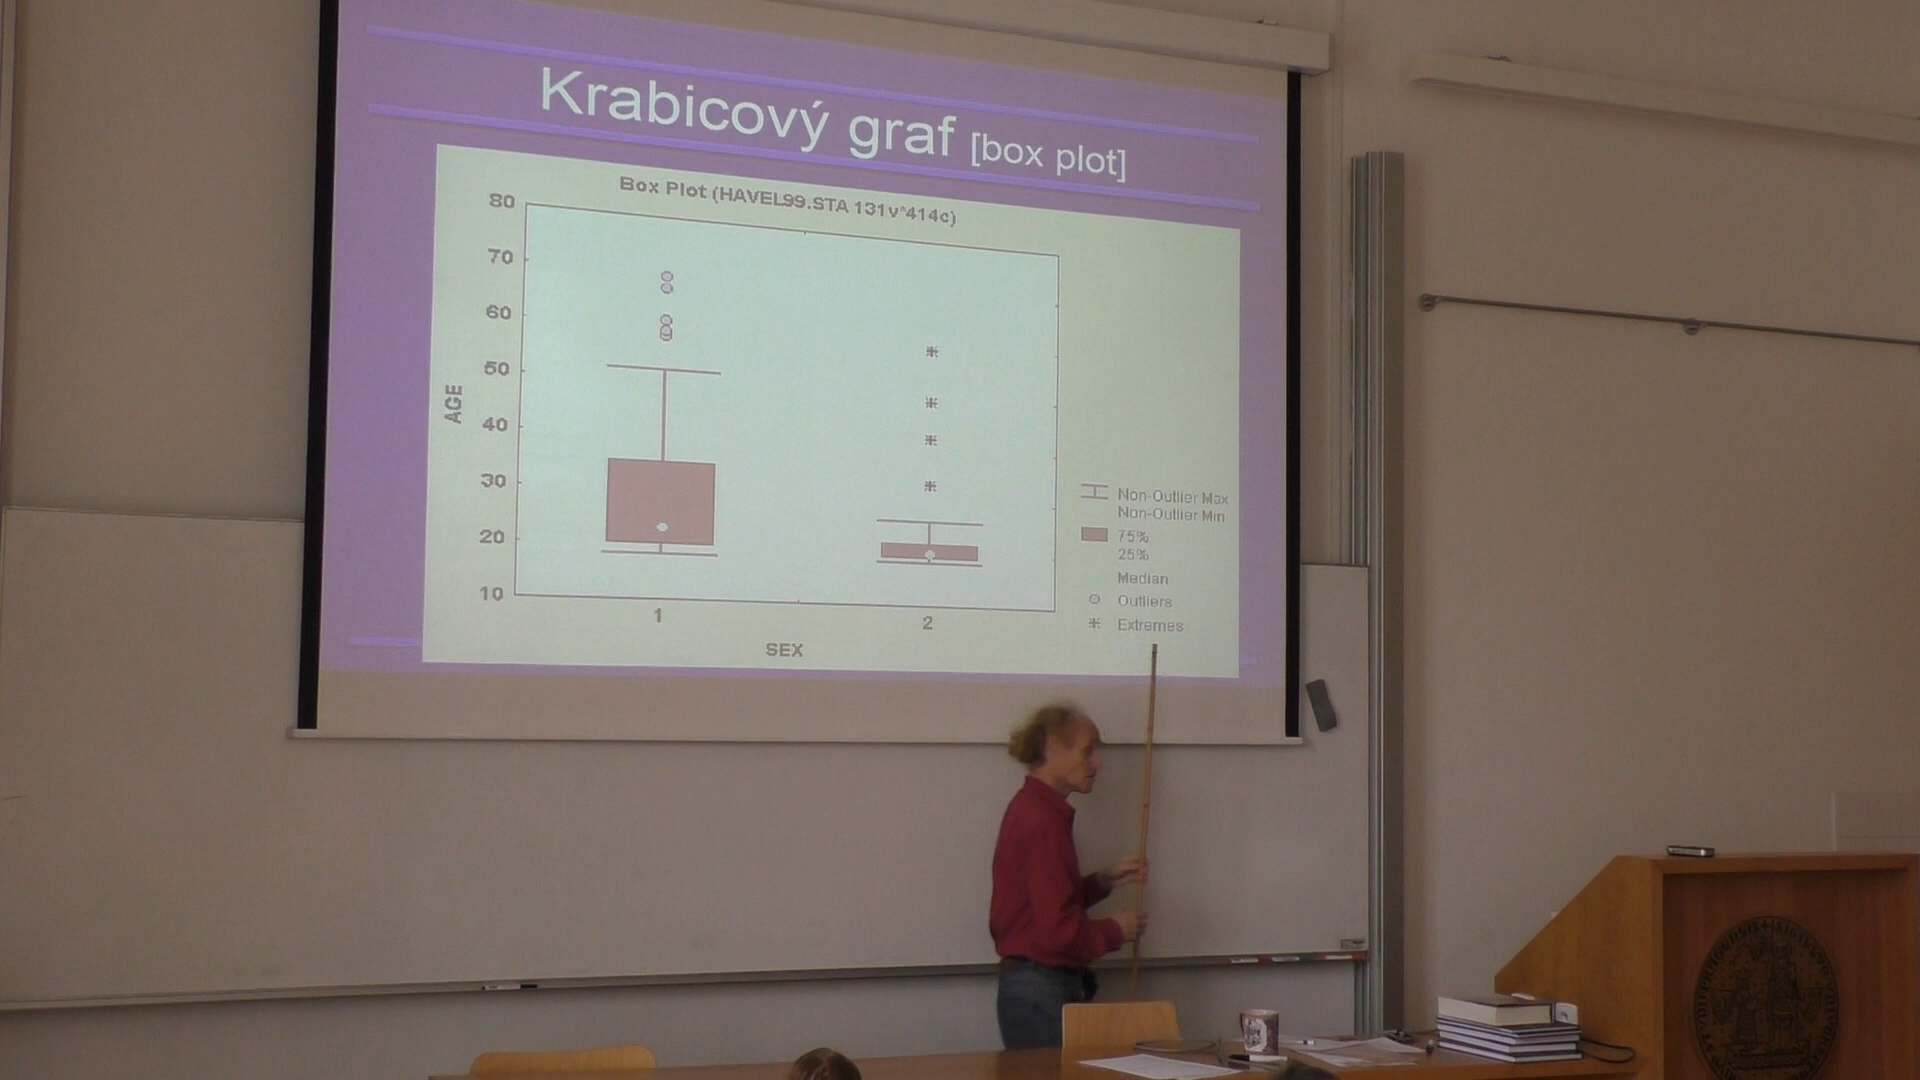 Krabicový graf [box plot]
Box Plot (HAVEL99.STA 131v*414c)
80
70
60
50
40
30
20
10
AGE
1
2
SEX
Non-Outlier Max
Non-Outlier Min
75%
25%
Median
Outliers
Extremes